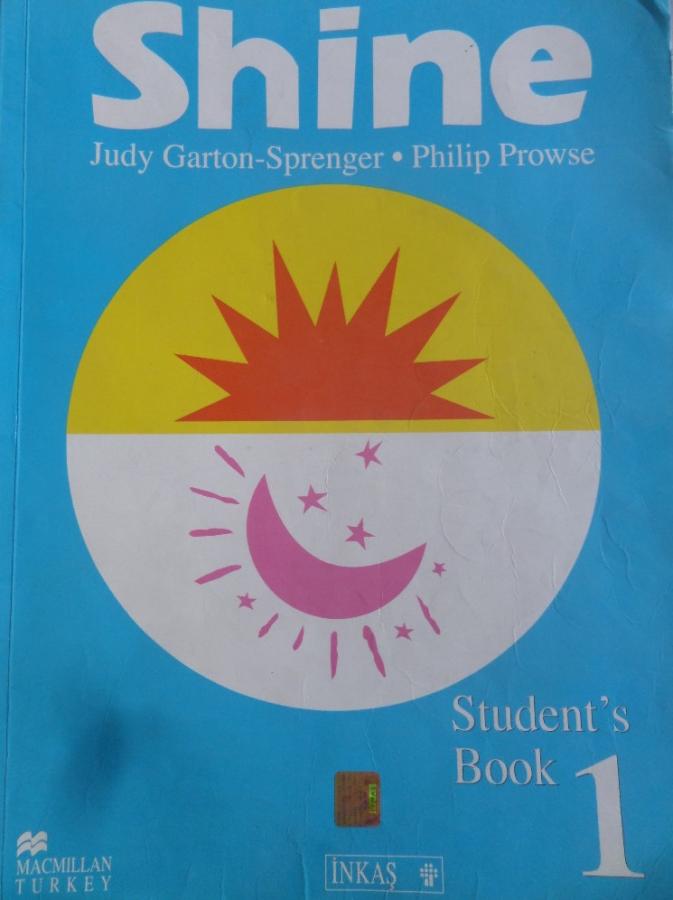 Shine
Judy Garton-Sprenger • Philip Prowse
Student's
Book 1
MACMILLAN
TURKEY
İNKAŞ